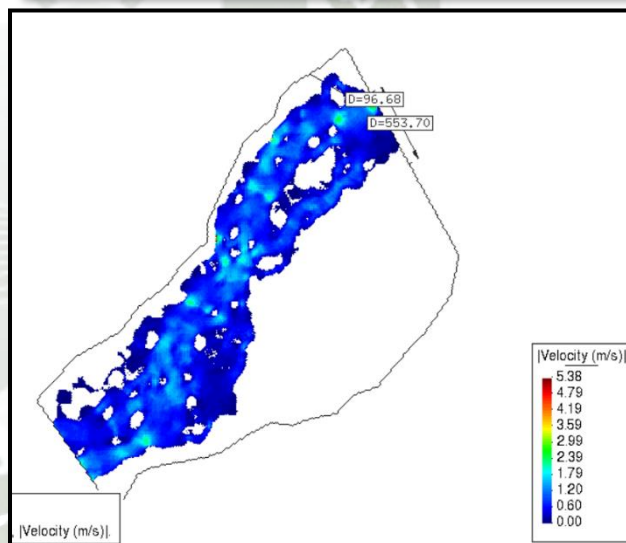 D=96.68
D=553.70
|Velocity (m/s)|
5.38
4.79
4.19
3.59
2.99
2.39
1.79
1.20
0.60
0.00
|Velocity (m/s)|.